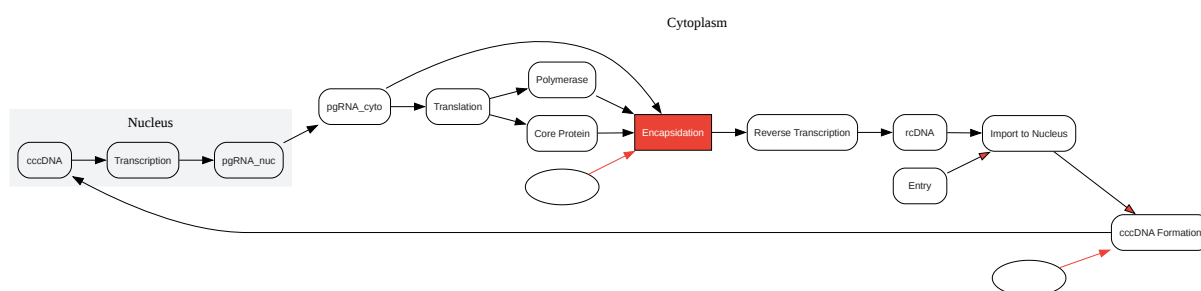 Cytoplasm
Nucleus
cccDNA
Transcription
pgRNA_nuc
pgRNA_cyto
Translation
Polymerase
Core Protein
Encapsidation
Reverse Transcription
rcDNA
Import to Nucleus
Entry
cccDNA Formation